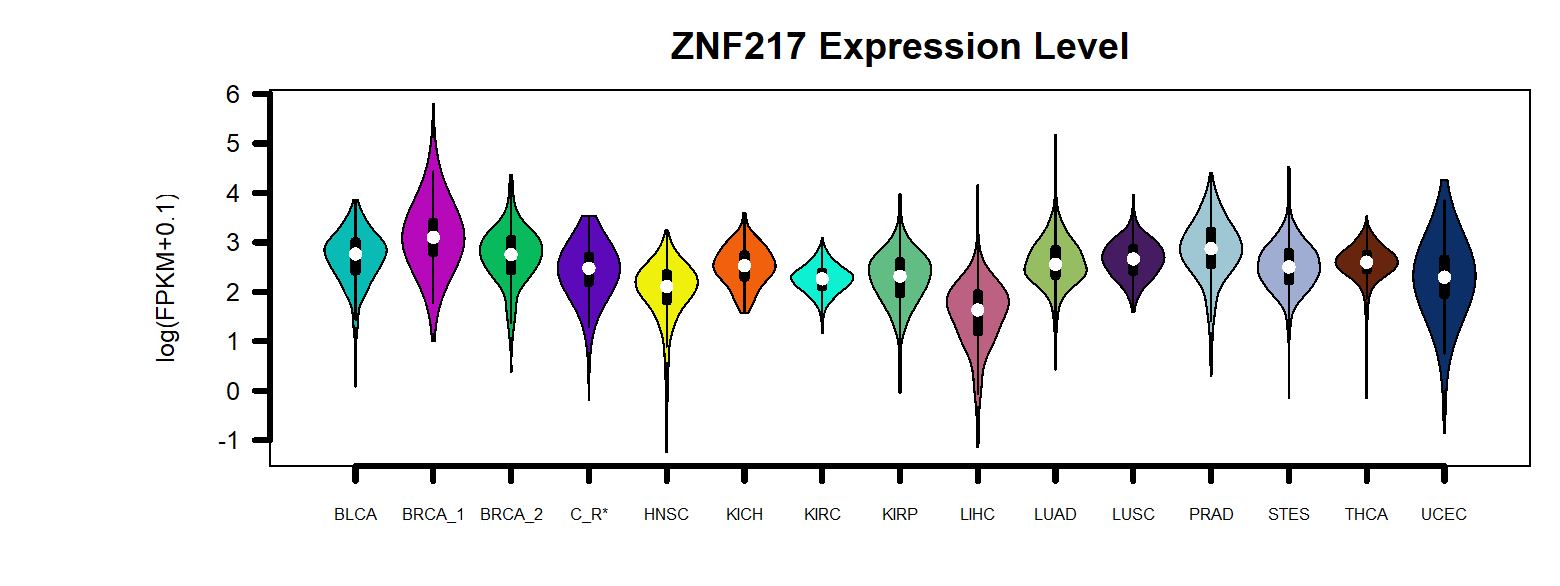 ZNF217 Expression Level
log(FPKM+0.1)
6
5
4
3
2
1
0
-1
BLCA BRCA_1 BRCA_2 C_R* HNSC KICH KIRC KIRP LIHC LUAD LUSC PRAD STES THCA UCEC